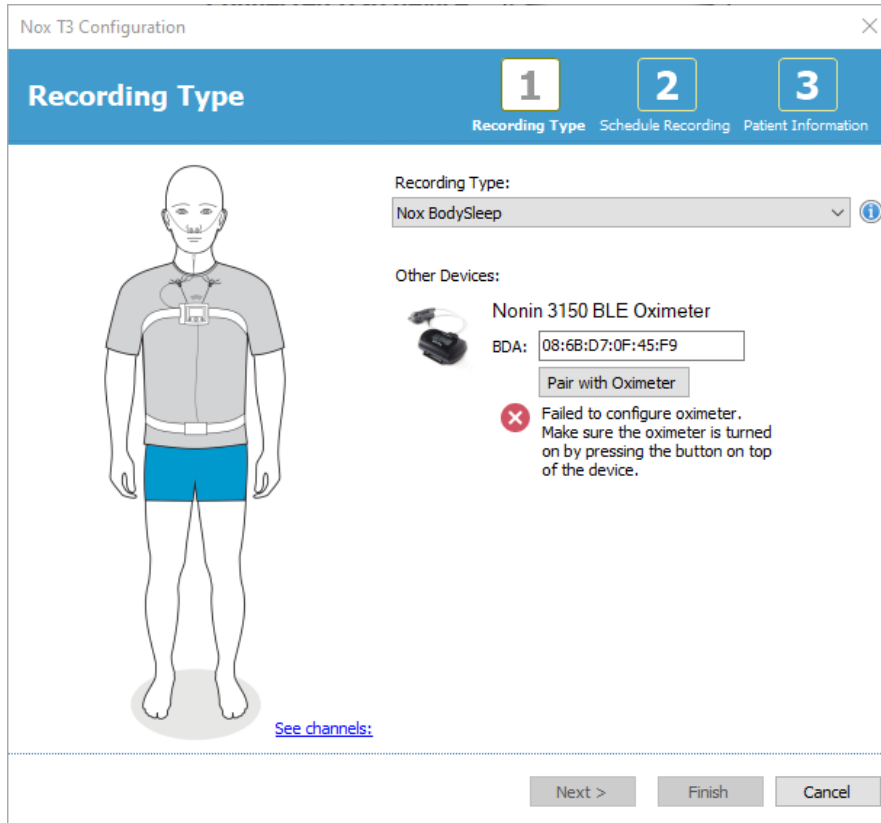 Nox T3 Configuration
Recording Type
1
Recording Type
2
Schedule Recording
3
Patient Information
Recording Type:
Nox BodySleep
Other Devices:
Nonin 3150 BLE Oximeter
BDA: 08:6B:D7:0F:45:F9
Pair with Oximeter
Failed to configure oximeter.
Make sure the oximeter is turned
on by pressing the button on top
of the device.
See channels:
Next >
Finish
Cancel